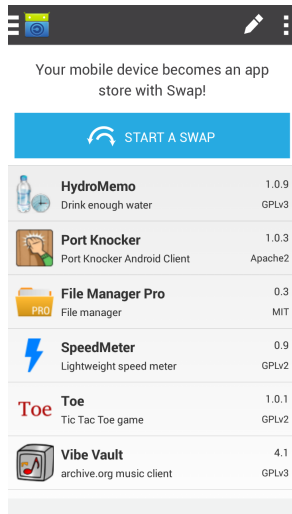 Your mobile device becomes an app
store with Swap!
START A SWAP
HydroMemo 1.0.9
Drink enough water GPLv3
Port Knocker 1.0.3
Port Knocker Android Client Apache2
File Manager Pro 0.3
PRO File manager MIT
SpeedMeter 0.9
Lightweight speed meter GPLv2
Toe Toe 1.0.1
Tic Tac Toe game GPLv2
Vibe Vault 4.1
archive.org music client GPLv3